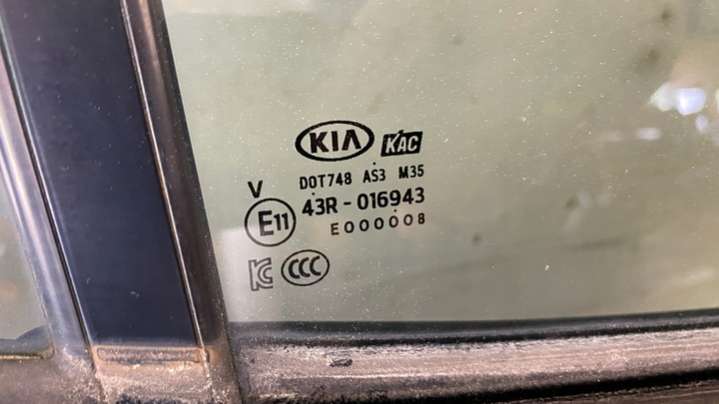 KIA KAC
DOT748 AS3 M35
V
E11 43R-016943
E000008
KC CCC